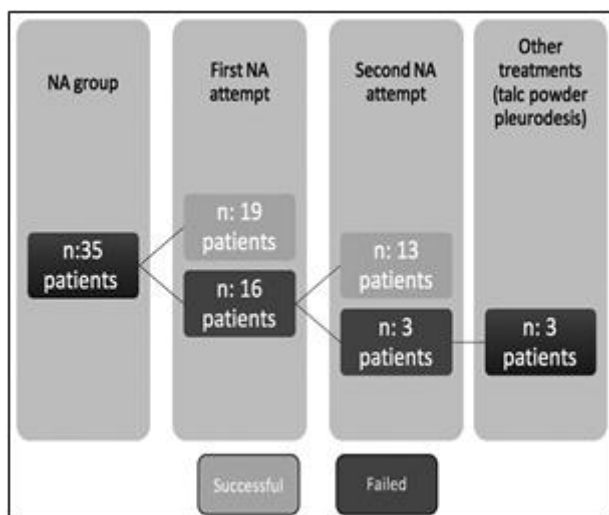 NA group
First NA
attempt
Second NA
attempt
Other
treatments
(talc powder
pleurodesis)
n:35
patients
n: 19
patients
n: 16
patients
n: 13
patients
n: 3
patients
n: 3
patients
Successful
Failed